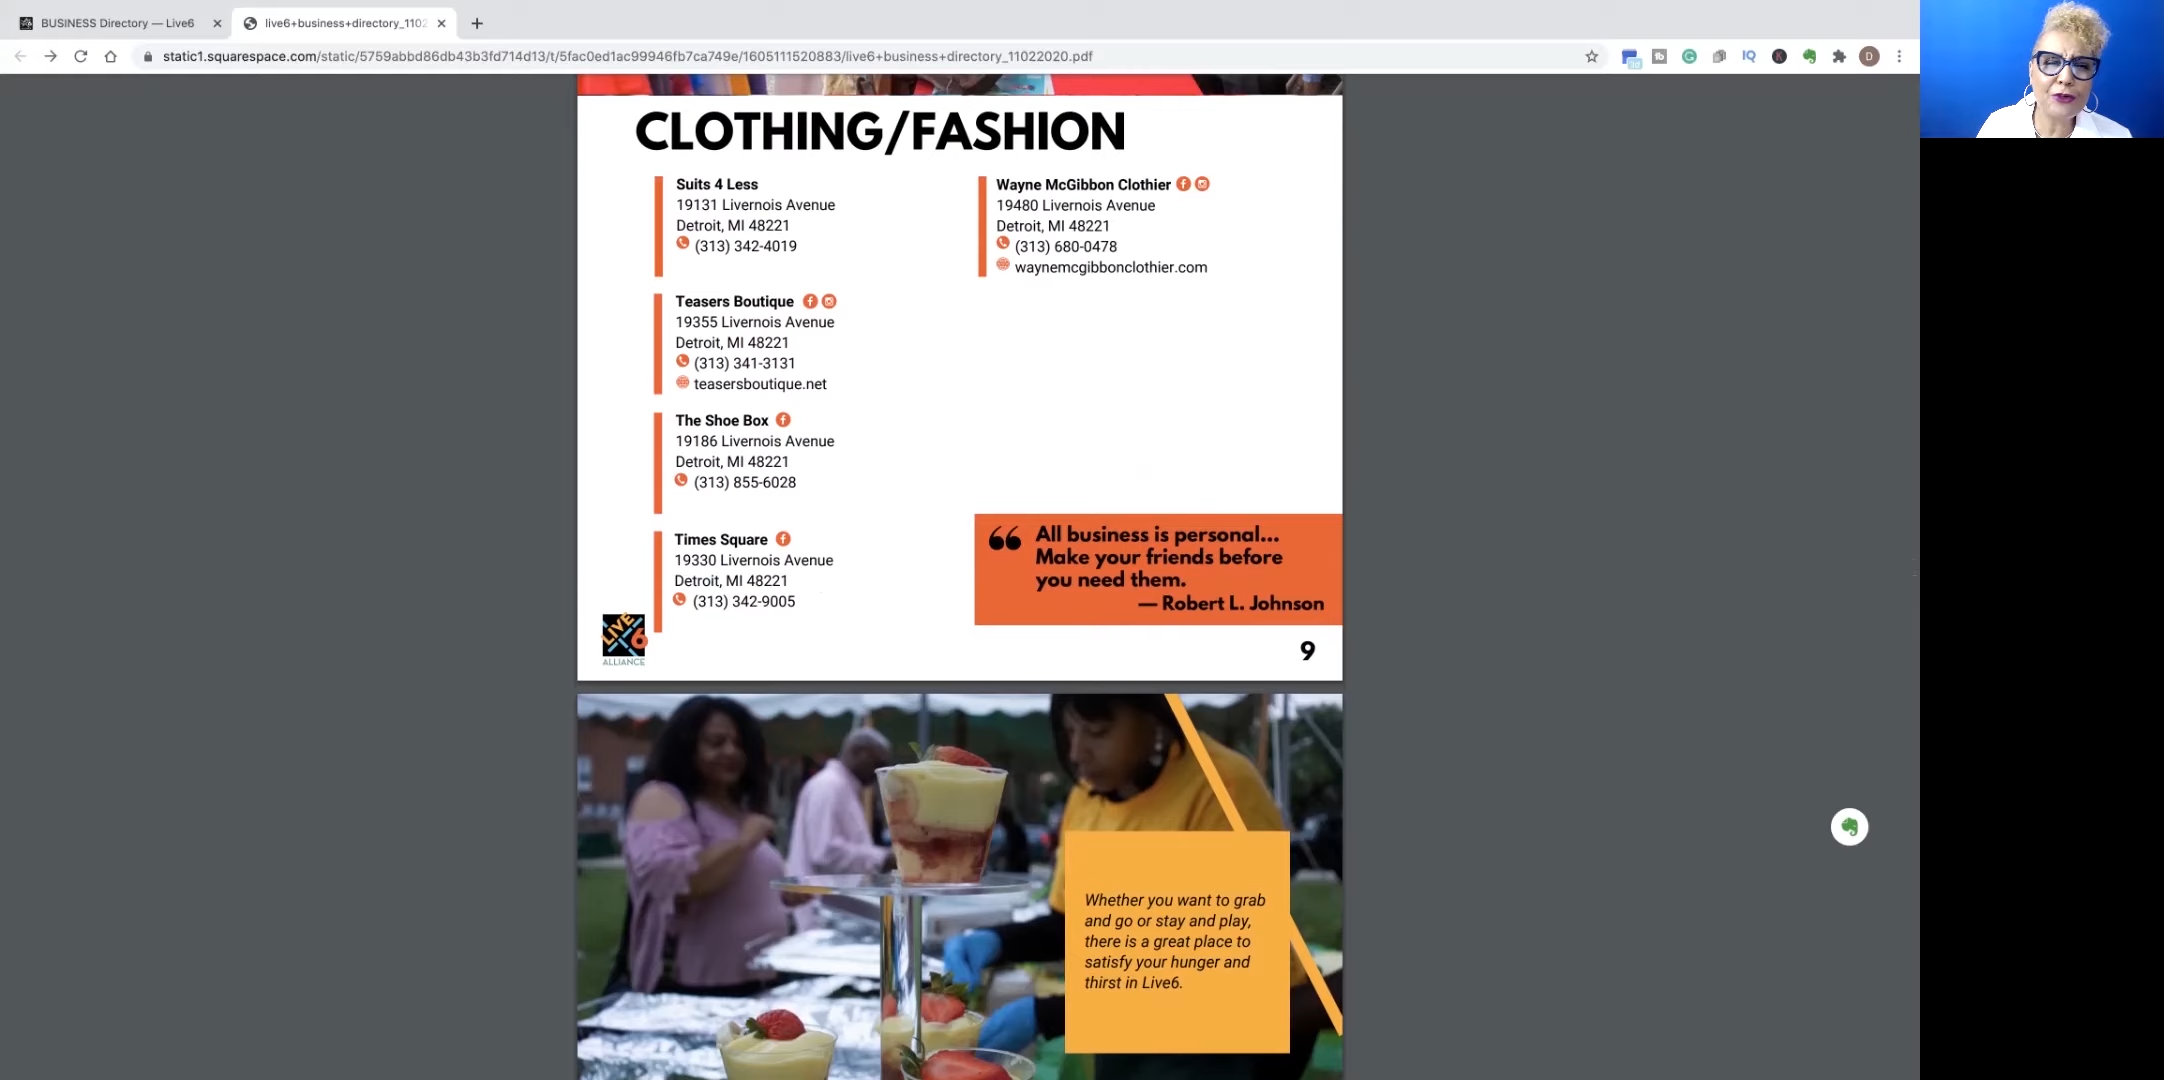 BUSINESS Directory — Live6
live6+business+directory_1102
static1.squarespace.com/static/5759abbd86db43b3fd714d13/t/5fac0ed1ac99946fb7ca749e/1605111520883/live6+business+directory_11022020.pdf
IQ
D
CLOTHING/FASHION
Suits 4 Less
19131 Livernois Avenue
Detroit, MI 48221
(313) 342-4019
Teasers Boutique
19355 Livernois Avenue
Detroit, MI 48221
(313) 341-3131
teasersboutique.net
The Shoe Box
19186 Livernois Avenue
Detroit, MI 48221
(313) 855-6028
Times Square
19330 Livernois Avenue
Detroit, MI 48221
(313) 342-9005
Wayne McGibbon Clothier
19480 Livernois Avenue
Detroit, MI 48221
(313) 680-0478
waynemcgibbonclothier.com
“ All business is personal...
Make your friends before
you need them.
— Robert L. Johnson
LIVE 6
ALLIANCE
9
Whether you want to grab
and go or stay and play,
there is a great place to
satisfy your hunger and
thirst in Live6.